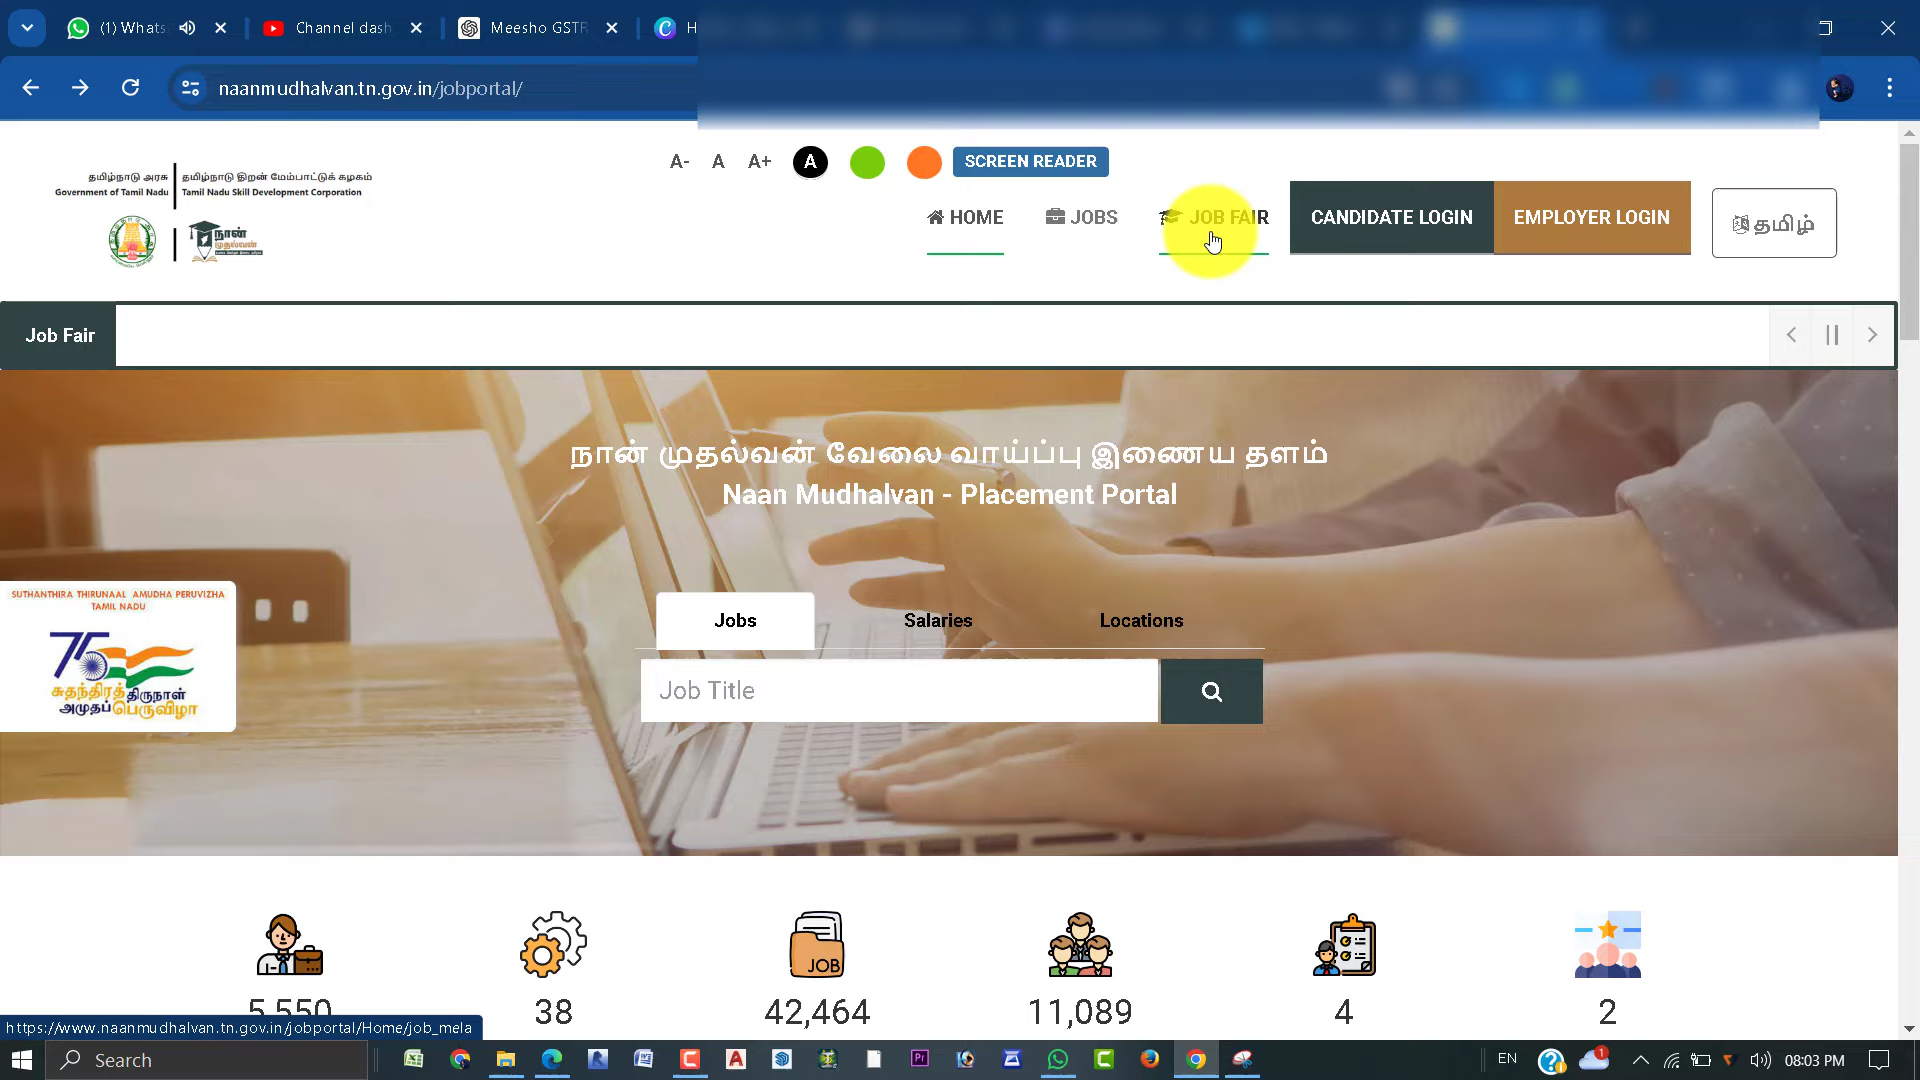 (1) Whats
Channel dash
Meesho GSTR
H
naanmudhalvan.tn.gov.in/jobportal/
A- A A+ A SCREEN READER
தமிழ்நாடு அரசு
Government of Tamil Nadu
தமிழ்நாடு திறன் மேம்பாட்டுக் கழகம்
Tamil Nadu Skill Development Corporation
நான்
முதல்வன்
HOME JOBS JOB FAIR CANDIDATE LOGIN EMPLOYER LOGIN தமிழ்
Job Fair
நான் முதல்வன் வேலை வாய்ப்பு இணைய தளம்
Naan Mudhalvan - Placement Portal
SUTHANTHIRA THIRUNAAL AMUDHA PERUVIZHA
TAMIL NADU
75
சுதந்திரத்திருநாள்
அமுதப்பெருவிழா
Jobs Salaries Locations
Job Title
JOB
5,550 38 42,464 11,089 4 2
https://www.naanmudhalvan.tn.gov.in/jobportal/Home/job_mela
Search
EN
1
08:03 PM